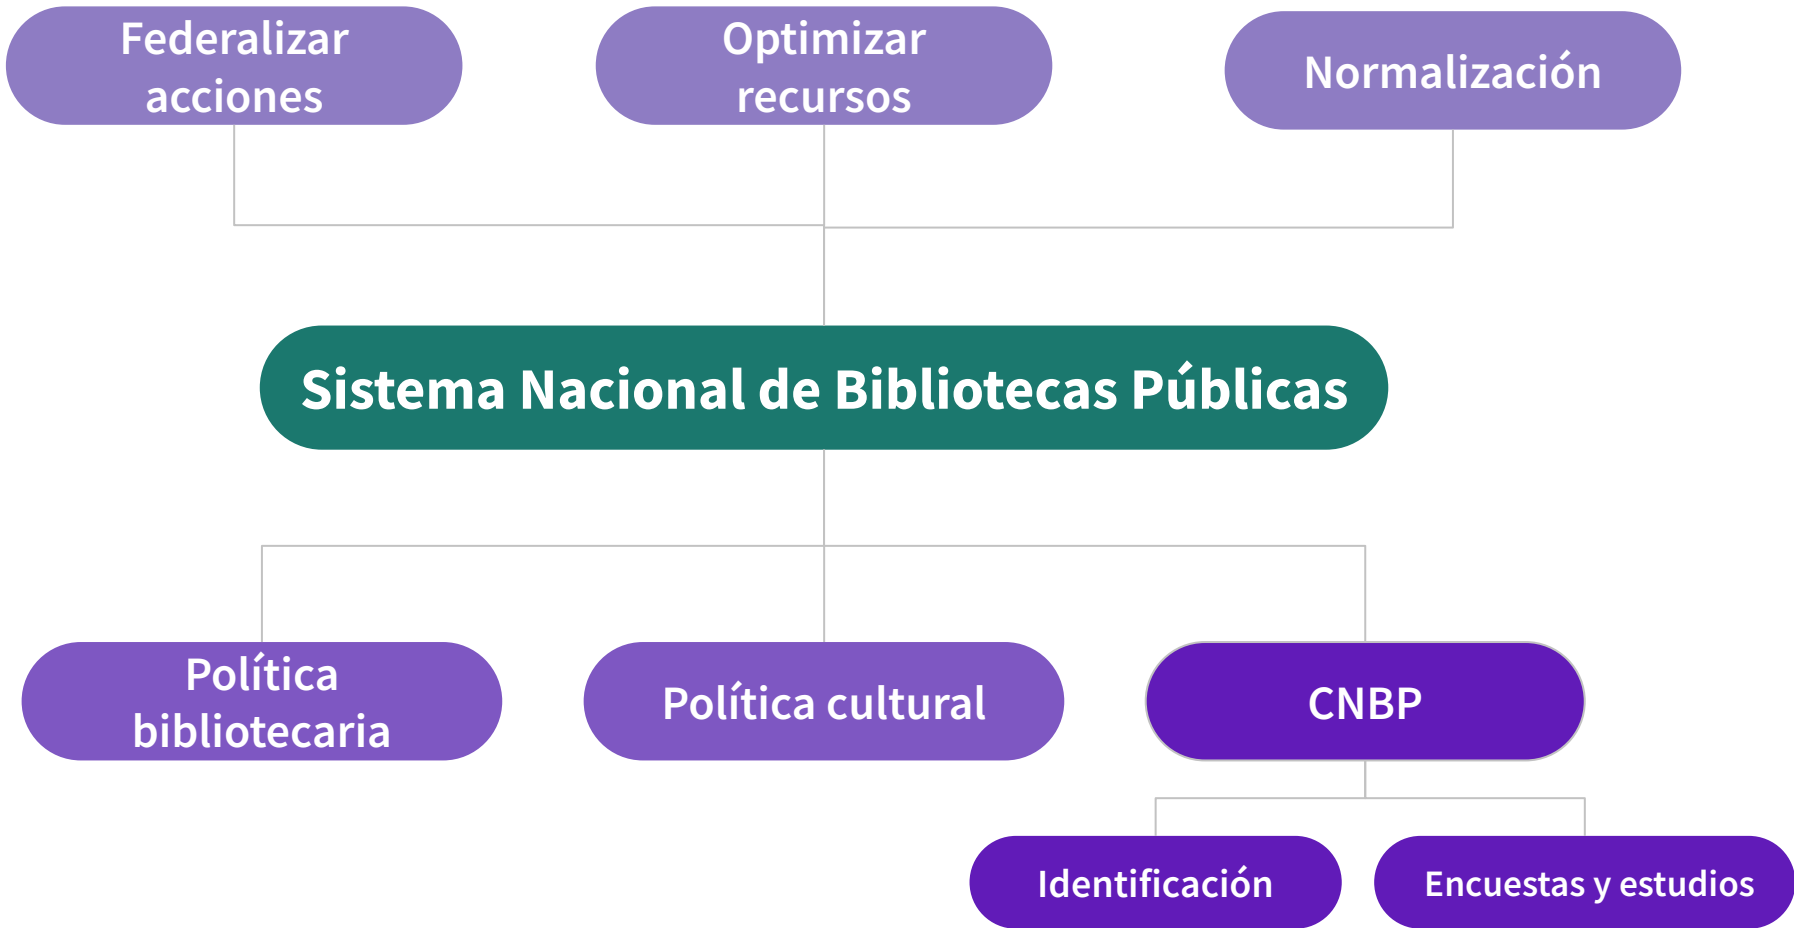 Federalizar
acciones
Optimizar
recursos
Normalización
Sistema Nacional de Bibliotecas Públicas
Política
bibliotecaria
Política cultural
CNBP
Identificación
Encuestas y estudios